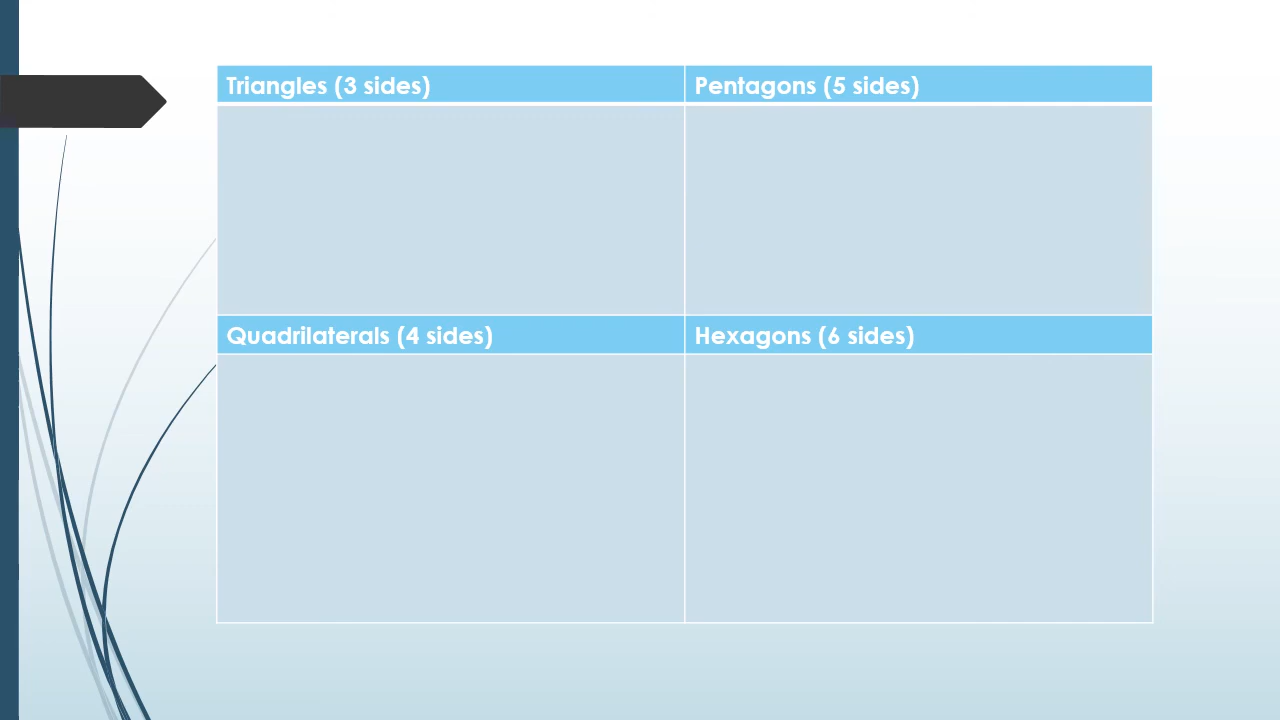 Triangles (3 sides)
Pentagons (5 sides)
Quadrilaterals (4 sides)
Hexagons (6 sides)